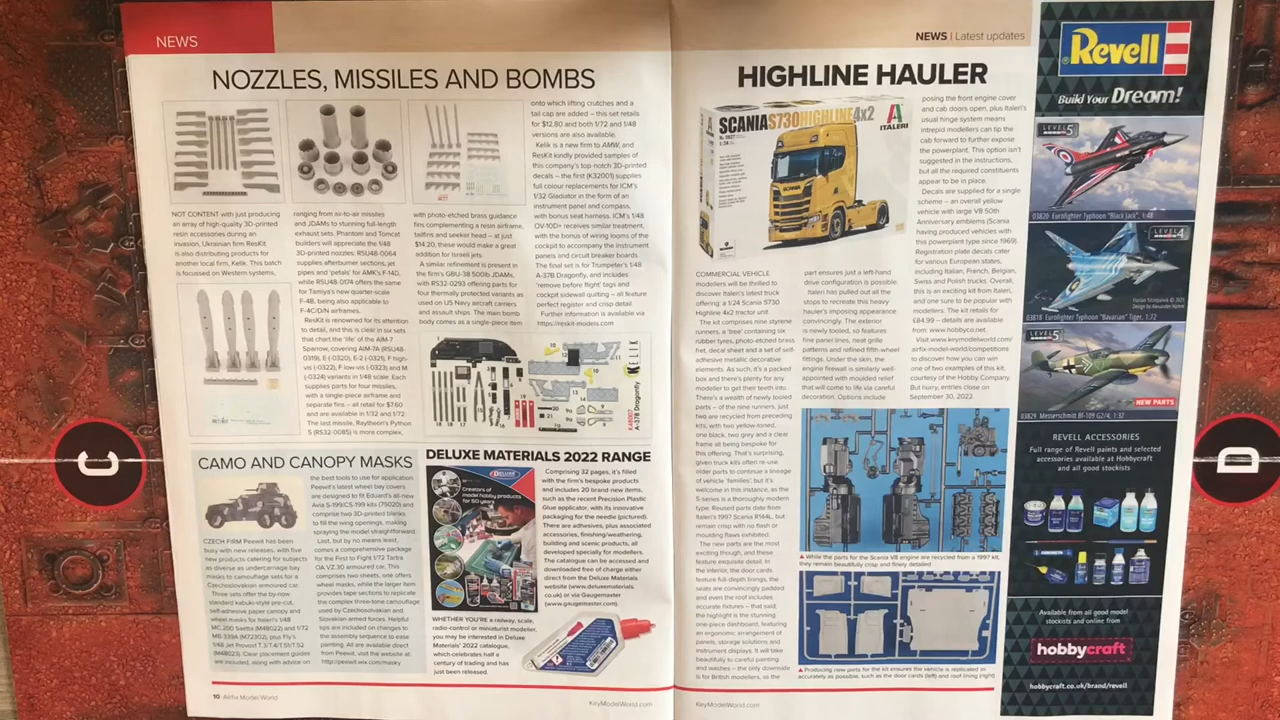 NEWS
NOZZLES, MISSILES AND BOMBS
NOT CONTENT with just producing
an array of high-quality 3D-printed
resin accessories during an
invasion, Ukrainian firm ResKit
is also distributing products for
another local firm, Kelik. This batch
is focussed on Western systems,
ranging from air-to-air missiles
and JDAMs to stunning full-length
exhaust sets. Phantom and Tomcat
builders will appreciate the 1/48
3D-printed nozzles: RSU48-0064
supplies afterburner sections, jet
pipes and 'petals' for AMK's F-14D,
while RSU48-0174 offers the same
for Tamiya's new quarter-scale
F-4B, being also applicable to
F-4C/D/N airframes.
ResKit is renowned for its attention
to detail, and this is clear in six sets
that chart the 'life' of the AIM-7
Sparrow, covering AIM-7A (RSU48-
0319), E (-0320), E-2 (-0321), F high-
vis (-0322), F low-vis (-0323) and M
(-0324) variants in 1/48 scale. Each
supplies parts for four missiles,
with a single-piece airframe and
separate fins – all retail for $7.60
and are available in 1/32 and 1/72.
The last missile, Raytheon's Python
5 (RS32-0085) is more complex,
with photo-etched brass guidance
fins complementing a resin airframe,
tailfins and seeker head – at just
$14.20, these would make a great
addition for Israeli jets.
A similar refinement is present in
the firm's GBU-38 500lb JDAMs,
with RS32-0293 offering parts for
four thermally protected variants as
used on US Navy aircraft carriers
and assault ships. The main bomb
body comes as a single-piece item
onto which lifting crutches and a
tail cap are added – this set retails
for $12.80 and both 1/72 and 1/48
versions are also available.
Kelik is a new firm to AMW, and
ResKit kindly provided samples of
this company's top-notch 3D-printed
decals – the first (K32001) supplies
full colour replacements for ICM's
1/32 Gladiator in the form of an
instrument panel and compass,
with bonus seat harness. ICM's 1/48
OV-10D+ receives similar treatment,
with the bonus of wiring looms of the
cockpit to accompany the instrument
panels and circuit breaker boards.
The final set is for Trumpeter's 1/48
A-37B Dragonfly, and includes
'remove before flight' tags and
cockpit sidewall quilting – all feature
perfect register and crisp detail.
Further information is available via
https://reskit-models.com
KELIK
K48007
A-37B Dragonfly
CAMO AND CANOPY MASKS
CZECH FIRM Peewit has been
busy with new releases, with five
new products catering for subjects
as diverse as undercarriage bay
masks to camouflage sets for a
Czechoslovakian armoured car.
Three sets offer the by-now
standard kabuki-style pre-cut,
self-adhesive paper canopy and
wheel masks for Italeri's 1/48
MC.200 Saetta (M48022) and 1/72
MB-339A (M72302), plus Fly's
1/48 Jet Provost T.3/T.4/T.51/T.52
(M48023). Clear placement guides
are included, along with advice on
the best tools to use for application.
Peewit's latest wheel bay covers
are designed to fit Eduard's all-new
Avia S-199/CS-199 kits (75020) and
comprise two 3D-printed blanks
to fill the wing openings, making
spraying the model straightforward.
Last, but by no means least,
comes a comprehensive package
for the First to Fight 1/72 Tartra
OA VZ.30 armoured car. This
comprises two sheets, one offers
wheel masks, while the larger item
provides tape sections to replicate
the complex three-tone camouflage
used by Czechoslovakian and
Slovakian armed forces. Helpful
tips are included on changes to
the assembly sequence to ease
painting. All are available direct
from Peewit, visit the website at:
http://peewit.wix.com/masky
DELUXE MATERIALS 2022 RANGE
DELUXE
Creators of
model hobby products
for 50 years
WHETHER YOU'RE a railway, scale,
radio-control or miniaturist modeller,
you may be interested in Deluxe
Materials' 2022 catalogue,
which-celebrates half a
century of trading and has
just been released.
Comprising 32 pages, it's filled
with the firm's bespoke products
and includes 20 brand-new items,
such as the recent Precision Plastic
Glue applicator, with its innovative
packaging for the needle (pictured).
There are adhesives, plus associated
accessories, finishing/weathering,
building and scenic products, all
developed specially for modellers.
The catalogue can be accessed and
downloaded free of charge either
direct from the Deluxe Materials
website (www.deluxematerials.
co.uk) or via Gaugemaster
(www.gaugemaster.com).
10 Airfix Model World
KeyModelWorld.com
NEWS | Latest updates
HIGHLINE HAULER
SCANIA S730 HIGHLINE 4x2
ITALERI
SCANIA
COMMERCIAL VEHICLE
modellers will be thrilled to
discover Italeri's latest truck
offering: a 1/24 Scania S730
Highline 4x2 tractor unit.
The kit comprises nine styrene
runners, a 'tree' containing six
rubber tyres, photo-etched brass
fret, decal sheet and a set of self-
adhesive metallic decorative
elements. As such, it's a packed
box and there's plenty for any
modeller to get their teeth into.
There's a wealth of newly tooled
parts – of the nine runners, just
two are recycled from preceding
kits, with two yellow-toned,
one black, two grey and a clear
frame all being bespoke for
this offering. That's surprising,
given truck kits often re-use
older parts to continue a lineage
of vehicle 'families', but it's
welcome in this instance, as the
S-series is a thoroughly modern
type. Reused parts date from
Italeri's 1997 Scania R144L, but
remain crisp with no flash or
moulding flaws exhibited.
The new parts are the most
exciting though, and these
feature exquisite detail. In
the interior, the door cards
feature full-depth linings, the
seats are convincingly padded
and even the roof includes
accurate fixtures – that said
the highlight is the stunning
one-piece dashboard, featuring
an ergonomic arrangement of
panels, storage solutions and
instrument displays. It will take
beautifully to careful painting
and washes – the only downside
is for British modellers, as the
part ensures just a left-hand
drive configuration is possible.
Italeri has pulled out all the
stops to recreate this heavy
hauler's imposing appearance
convincingly. The exterior
is newly tooled, so features
fine panel lines, neat grille
patterns and refined fifth-wheel
fittings. Under the skin, the
engine firewall is similarly well-
appointed with moulded relief
that will come to life via careful
decoration. Options include
posing the front engine cover
and cab doors open, plus Italeri's
usual hinge system means
intrepid modellers can tip the
cab forward to further expose
the powerplant. This option isn't
suggested in the instructions,
but all the required constituents
appear to be in place.
Decals are supplied for a single
scheme – an overall yellow
vehicle with large V8 50th
Anniversary emblems (Scania
having produced vehicles with
this powerplant type since 1969).
Registration plate decals cater
for various European states,
including Italian, French, Belgian,
Swiss and Polish trucks. Overall,
this is an exciting kit from Italeri,
and one sure to be popular with
modellers. The kit retails for
£84.99 – details are available
from: www.hobbyco.net.
Visit www.keymodelworld.com/
airfix-model-world/competitions
to discover how you can win
one of two examples of this kit,
courtesy of the Hobby Company.
But hurry, entries close on
September 30, 2022.
▲ While the parts for the Scania V8 engine are recycled from a 1997 kit,
they remain beautifully crisp and finely detailed
▲ Producing new parts for the kit ensures the vehicle is replicated as
accurately as possible, such as the door cards (left) and roof lining (right)
KeyModelWorld.com
Revell
Build Your Dream!
LEVEL 5
03820 Eurofighter Typhoon "Black Jack", 1:48
LEVEL 4
03818 Eurofighter Typhoon "Bavarian" Tiger, 1:72
LEVEL 5
NEW PARTS
03829 Messerschmitt Bf-109 G2/4, 1:32
REVELL ACCESSORIES
Full range of Revell paints and selected
accessories available at Hobbycraft
and all good stockists
Available from all good model
stockists and online from
hobbycraft
hobbycraft.co.uk/brand/revell
C
D